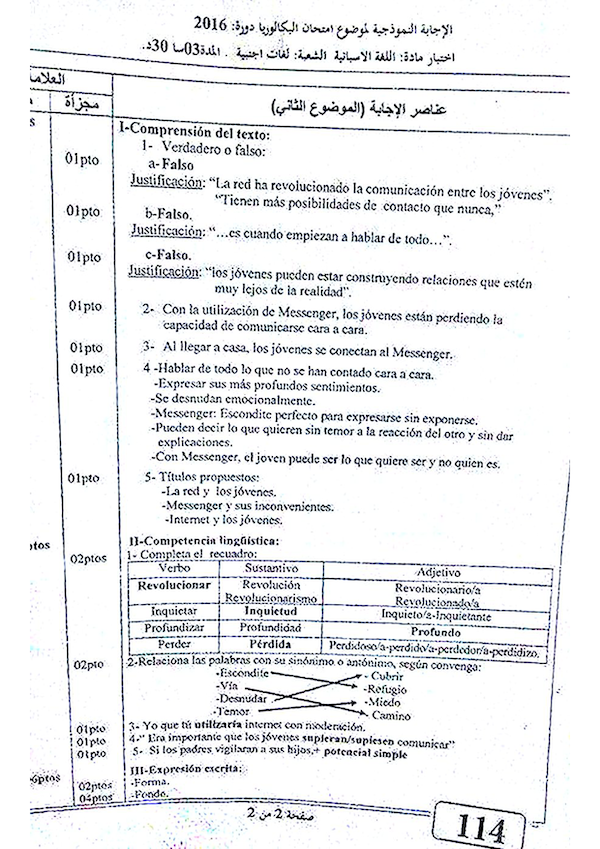 الإجابة النموذجية لموضوع امتحان البكالوريا دورة: 2016
اختبار مادة: اللغة الاسبانية الشعبة: لغات اجنبية . المدة: 03سا 30د.
العلامة
مجزأة
عناصر الإجابة (الموضوع الثاني)
I-Comprensión del texto:
1- Verdadero o falso:
01pto a- Falso
Justificación: “La red ha revolucionado la comunicación entre los jóvenes”.
“Tienen más posibilidades de contacto que nunca,”
01pto b-Falso.
Justificación: “…es cuando empiezan a hablar de todo…”.
01pto c-Falso.
Justificación: “los jóvenes pueden estar construyendo relaciones que estén
muy lejos de la realidad”.
01pto 2- Con la utilización de Messenger, los jóvenes están perdiendo la
capacidad de comunicarse cara a cara.
01pto 3- Al llegar a casa, los jóvenes se conectan al Messenger.
01pto 4 -Hablar de todo lo que no se han contado cara a cara.
-Expresar sus más profundos sentimientos.
-Se desnudan emocionalmente.
-Messenger: Escondite perfecto para expresarse sin exponerse.
-Pueden decir lo que quieren sin temor a la reacción del otro y sin dar
explicaciones.
-Con Messenger, el joven puede ser lo que quiere ser y no quien es.
01pto 5- Títulos propuestos:
-La red y los jóvenes.
-Messenger y sus inconvenientes.
-Internet y los jóvenes.
II-Competencia lingüística:
02ptos 1- Completa el recuadro:
Verbo Sustantivo Adjetivo
Revolucionar Revolución Revolucionario/a
Revolucionarismo Revolucionado/a
Inquietar Inquietud Inquieto/a-Inquietante
Profundizar Profundidad Profundo
Perder Pérdida Perdidoso/a-perdido/a-perdedor/a-perdidizo.
02pto 2-Relaciona las palabras con su sinónimo o antónimo, según convenga:
-Escondite - Cubrir
-Vía -Refugio
-Desnudar -Miedo
-Temor - Camino
01pto 3- Yo que tú utilizaría internet con moderación.
01pto 4-“ Era importante que los jóvenes supieran/supiesen comunicar”
01pto 5- Si los padres vigilaran a sus hijos,+ potencial simple
III-Expresión escrita:
02ptos -Forma.
04ptos -Fondo.
صفحة 2 من 2
114